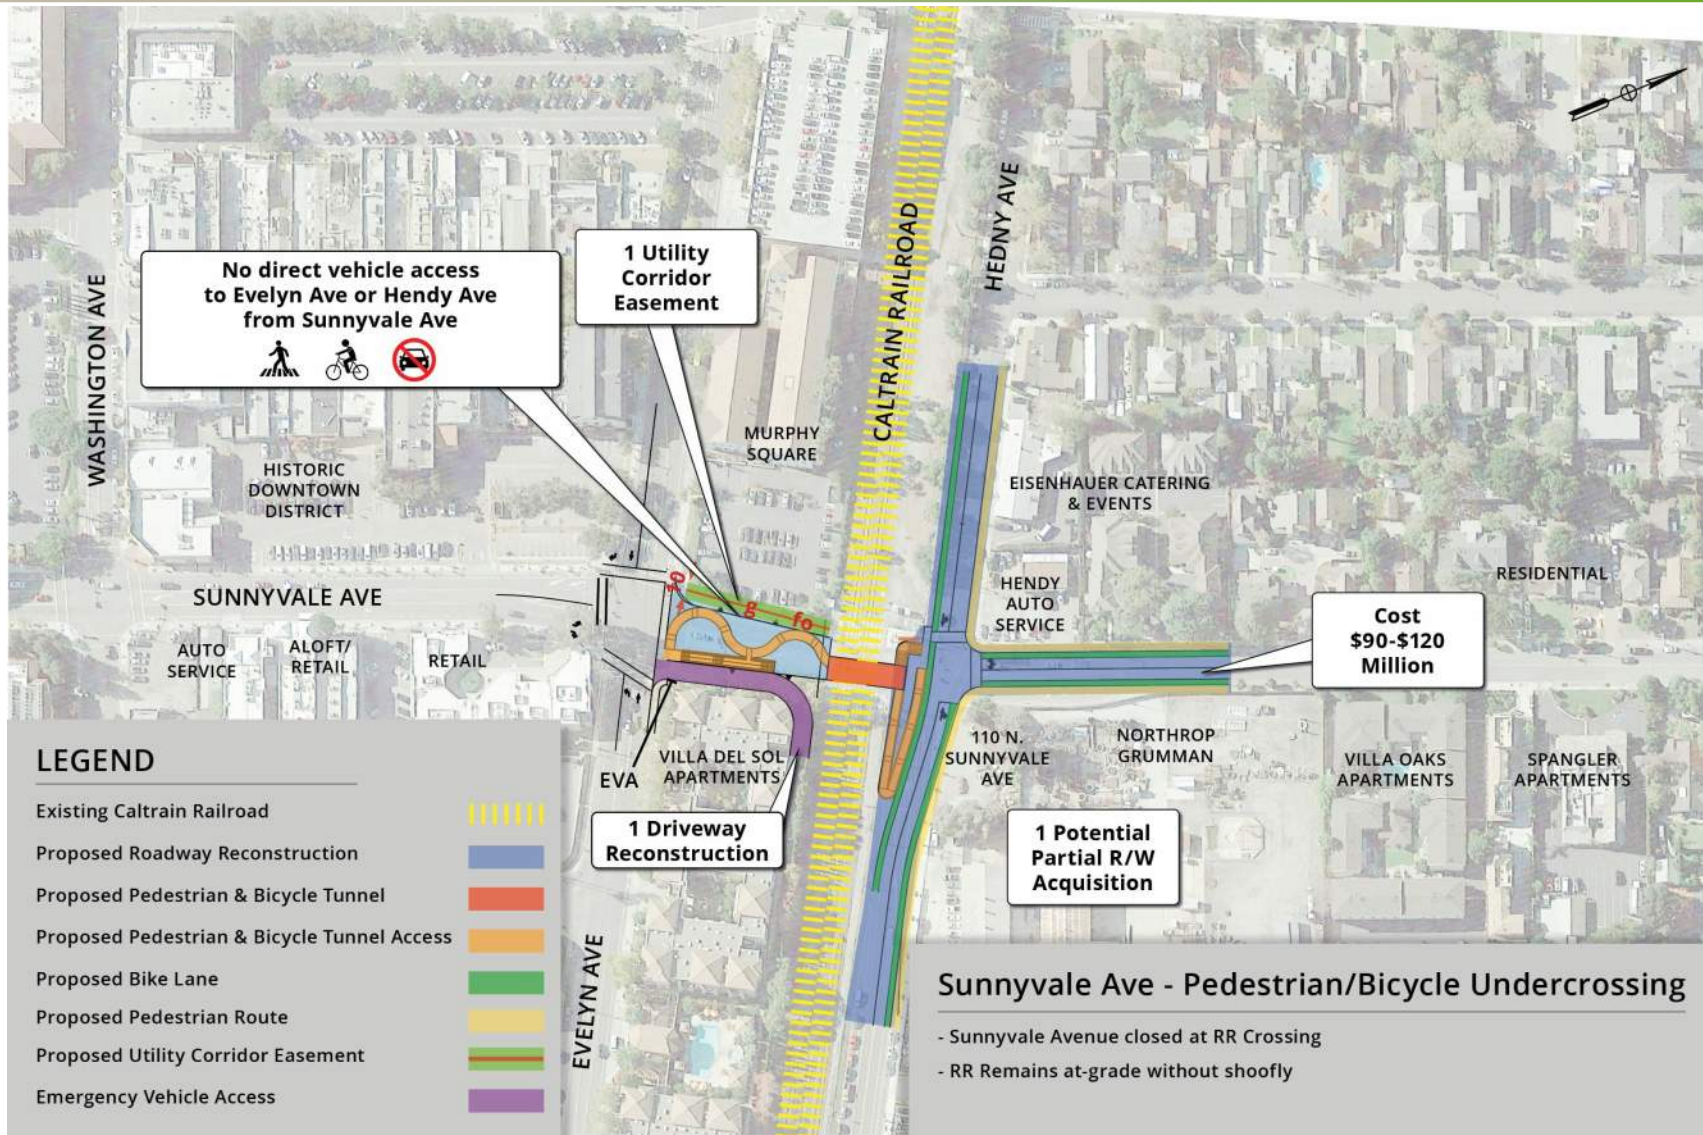 WASHINGTON AVE
No direct vehicle access
to Evelyn Ave or Hendy Ave
from Sunnyvale Ave
1 Utility
Corridor
Easement
CALTRAIN RAILROAD
HEDNY AVE
MURPHY
SQUARE
HISTORIC
DOWNTOWN
DISTRICT
EISENHAUER CATERING
& EVENTS
SUNNYVALE AVE
g
fo
HENDY
AUTO
SERVICE
RESIDENTIAL
AUTO
SERVICE
ALOFT/
RETAIL
RETAIL
Cost
$90-$120
Million
EVA
VILLA DEL SOL
APARTMENTS
110 N.
SUNNYVALE
AVE
NORTHROP
GRUMMAN
VILLA OAKS
APARTMENTS
SPANGLER
APARTMENTS
1 Driveway
Reconstruction
1 Potential
Partial R/W
Acquisition
EVELYN AVE
LEGEND
Existing Caltrain Railroad
Proposed Roadway Reconstruction
Proposed Pedestrian & Bicycle Tunnel
Proposed Pedestrian & Bicycle Tunnel Access
Proposed Bike Lane
Proposed Pedestrian Route
Proposed Utility Corridor Easement
Emergency Vehicle Access
Sunnyvale Ave - Pedestrian/Bicycle Undercrossing
- Sunnyvale Avenue closed at RR Crossing
- RR Remains at-grade without shoofly